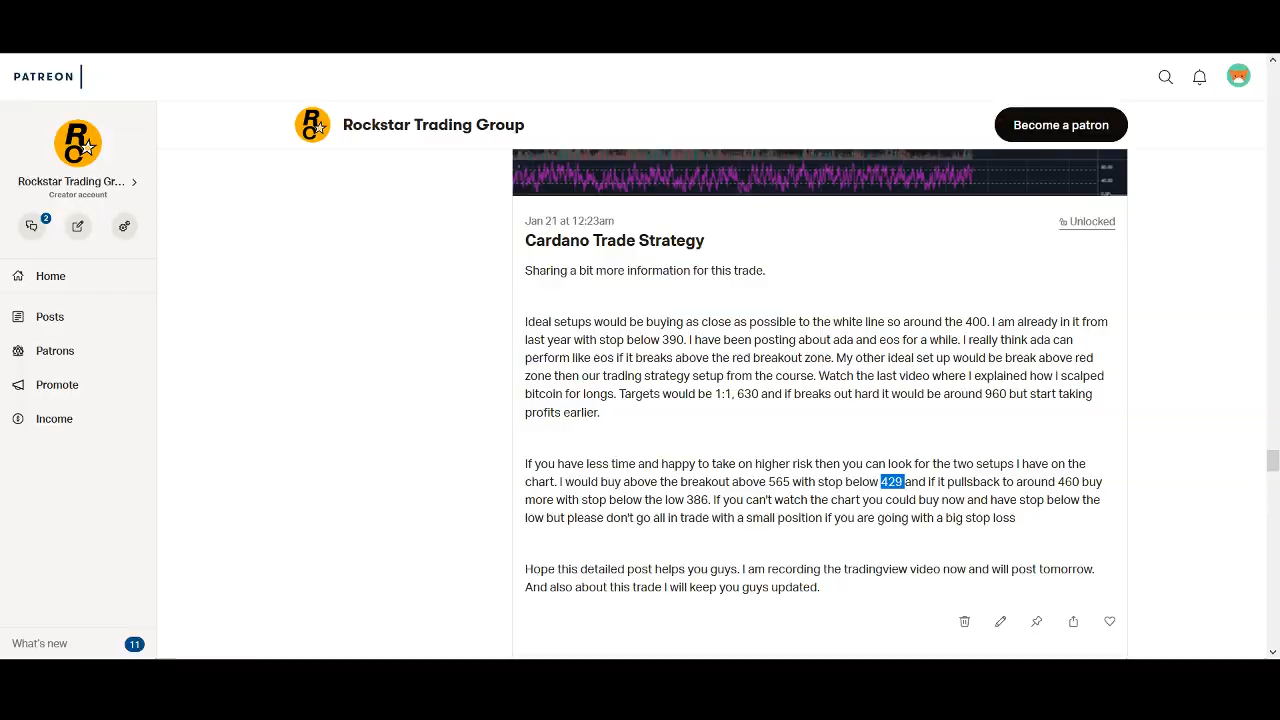 PATREON
Rockstar Trading Group
Become a patron
Rockstar Trading Gr...
Creator account
2
Home
Posts
Patrons
Promote
Income
What's new
11
Jan 21 at 12:23am
Unlocked
Cardano Trade Strategy
Sharing a bit more information for this trade.
Ideal setups would be buying as close as possible to the white line so around the 400. I am already in it from
last year with stop below 390. I have been posting about ada and eos for a while. I really think ada can
perform like eos if it breaks above the red breakout zone. My other ideal set up would be break above red
zone then our trading strategy setup from the course. Watch the last video where I explained how I scalped
bitcoin for longs. Targets would be 1:1, 630 and if breaks out hard it would be around 960 but start taking
profits earlier.
If you have less time and happy to take on higher risk then you can look for the two setups I have on the
chart. I would buy above the breakout above 565 with stop below 429 and if it pullsback to around 460 buy
more with stop below the low 386. If you can't watch the chart you could buy now and have stop below the
low but please don't go all in trade with a small position if you are going with a big stop loss
Hope this detailed post helps you guys. I am recording the tradingview video now and will post tomorrow.
And also about this trade I will keep you guys updated.